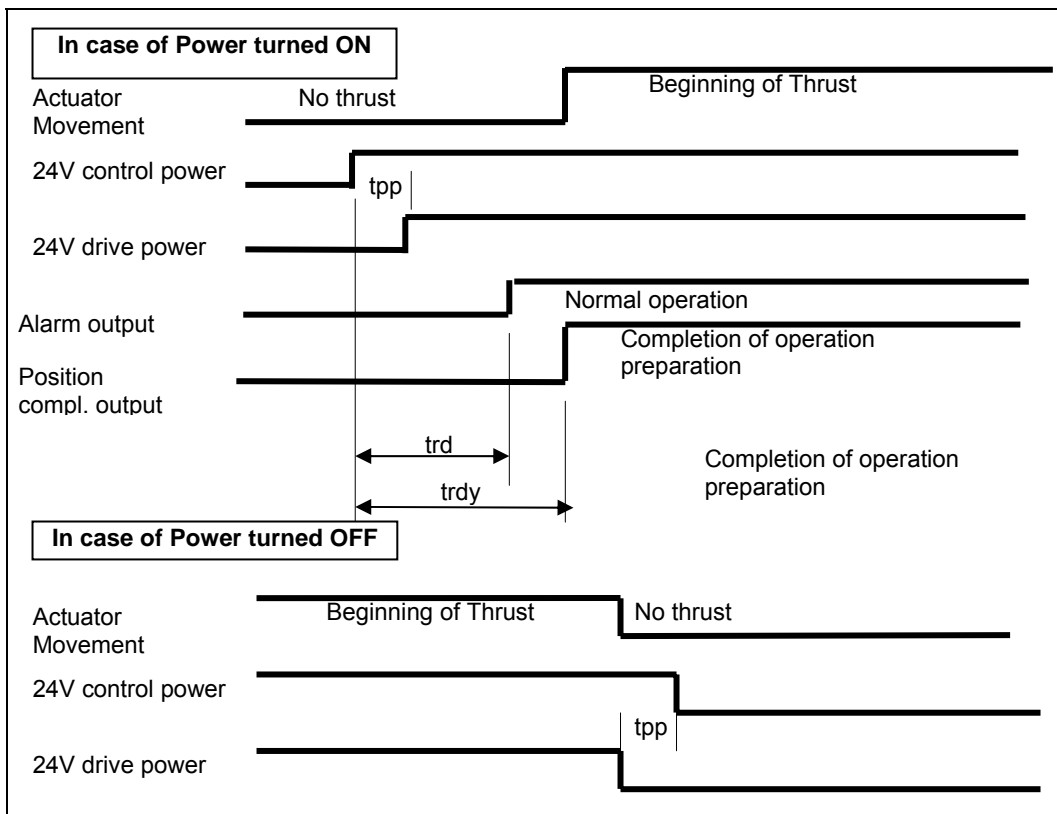 In case of Power turned ON
Actuator
Movement
No thrust
Beginning of Thrust
24V control power
tpp
24V drive power
Alarm output
Normal operation
Position
compl. output
Completion of operation
preparation
trd
Completion of operation
preparation
trdy
In case of Power turned OFF
Actuator
Movement
Beginning of Thrust
No thrust
24V control power
tpp
24V drive power